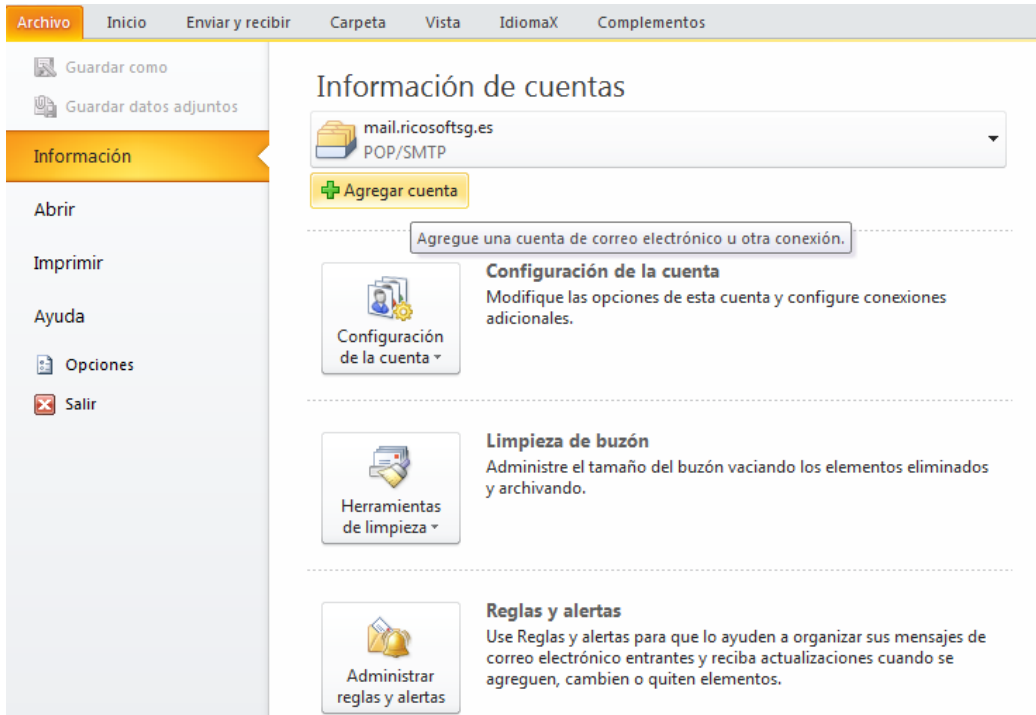 Archivo Inicio Enviar y recibir Carpeta Vista IdiomaX Complementos
Guardar como
Guardar datos adjuntos
Información
Abrir
Imprimir
Ayuda
Opciones
Salir
Información de cuentas
mail.ricosoftsg.es
POP/SMTP
Agregar cuenta
Agregue una cuenta de correo electrónico u otra conexión.
Configuración
de la cuenta
Configuración de la cuenta
Modifique las opciones de esta cuenta y configure conexiones
adicionales.
Herramientas
de limpieza
Limpieza de buzón
Administre el tamaño del buzón vaciando los elementos eliminados
y archivando.
Administrar
reglas y alertas
Reglas y alertas
Use Reglas y alertas para que lo ayuden a organizar sus mensajes de
correo electrónico entrantes y reciba actualizaciones cuando se
agreguen, cambien o quiten elementos.